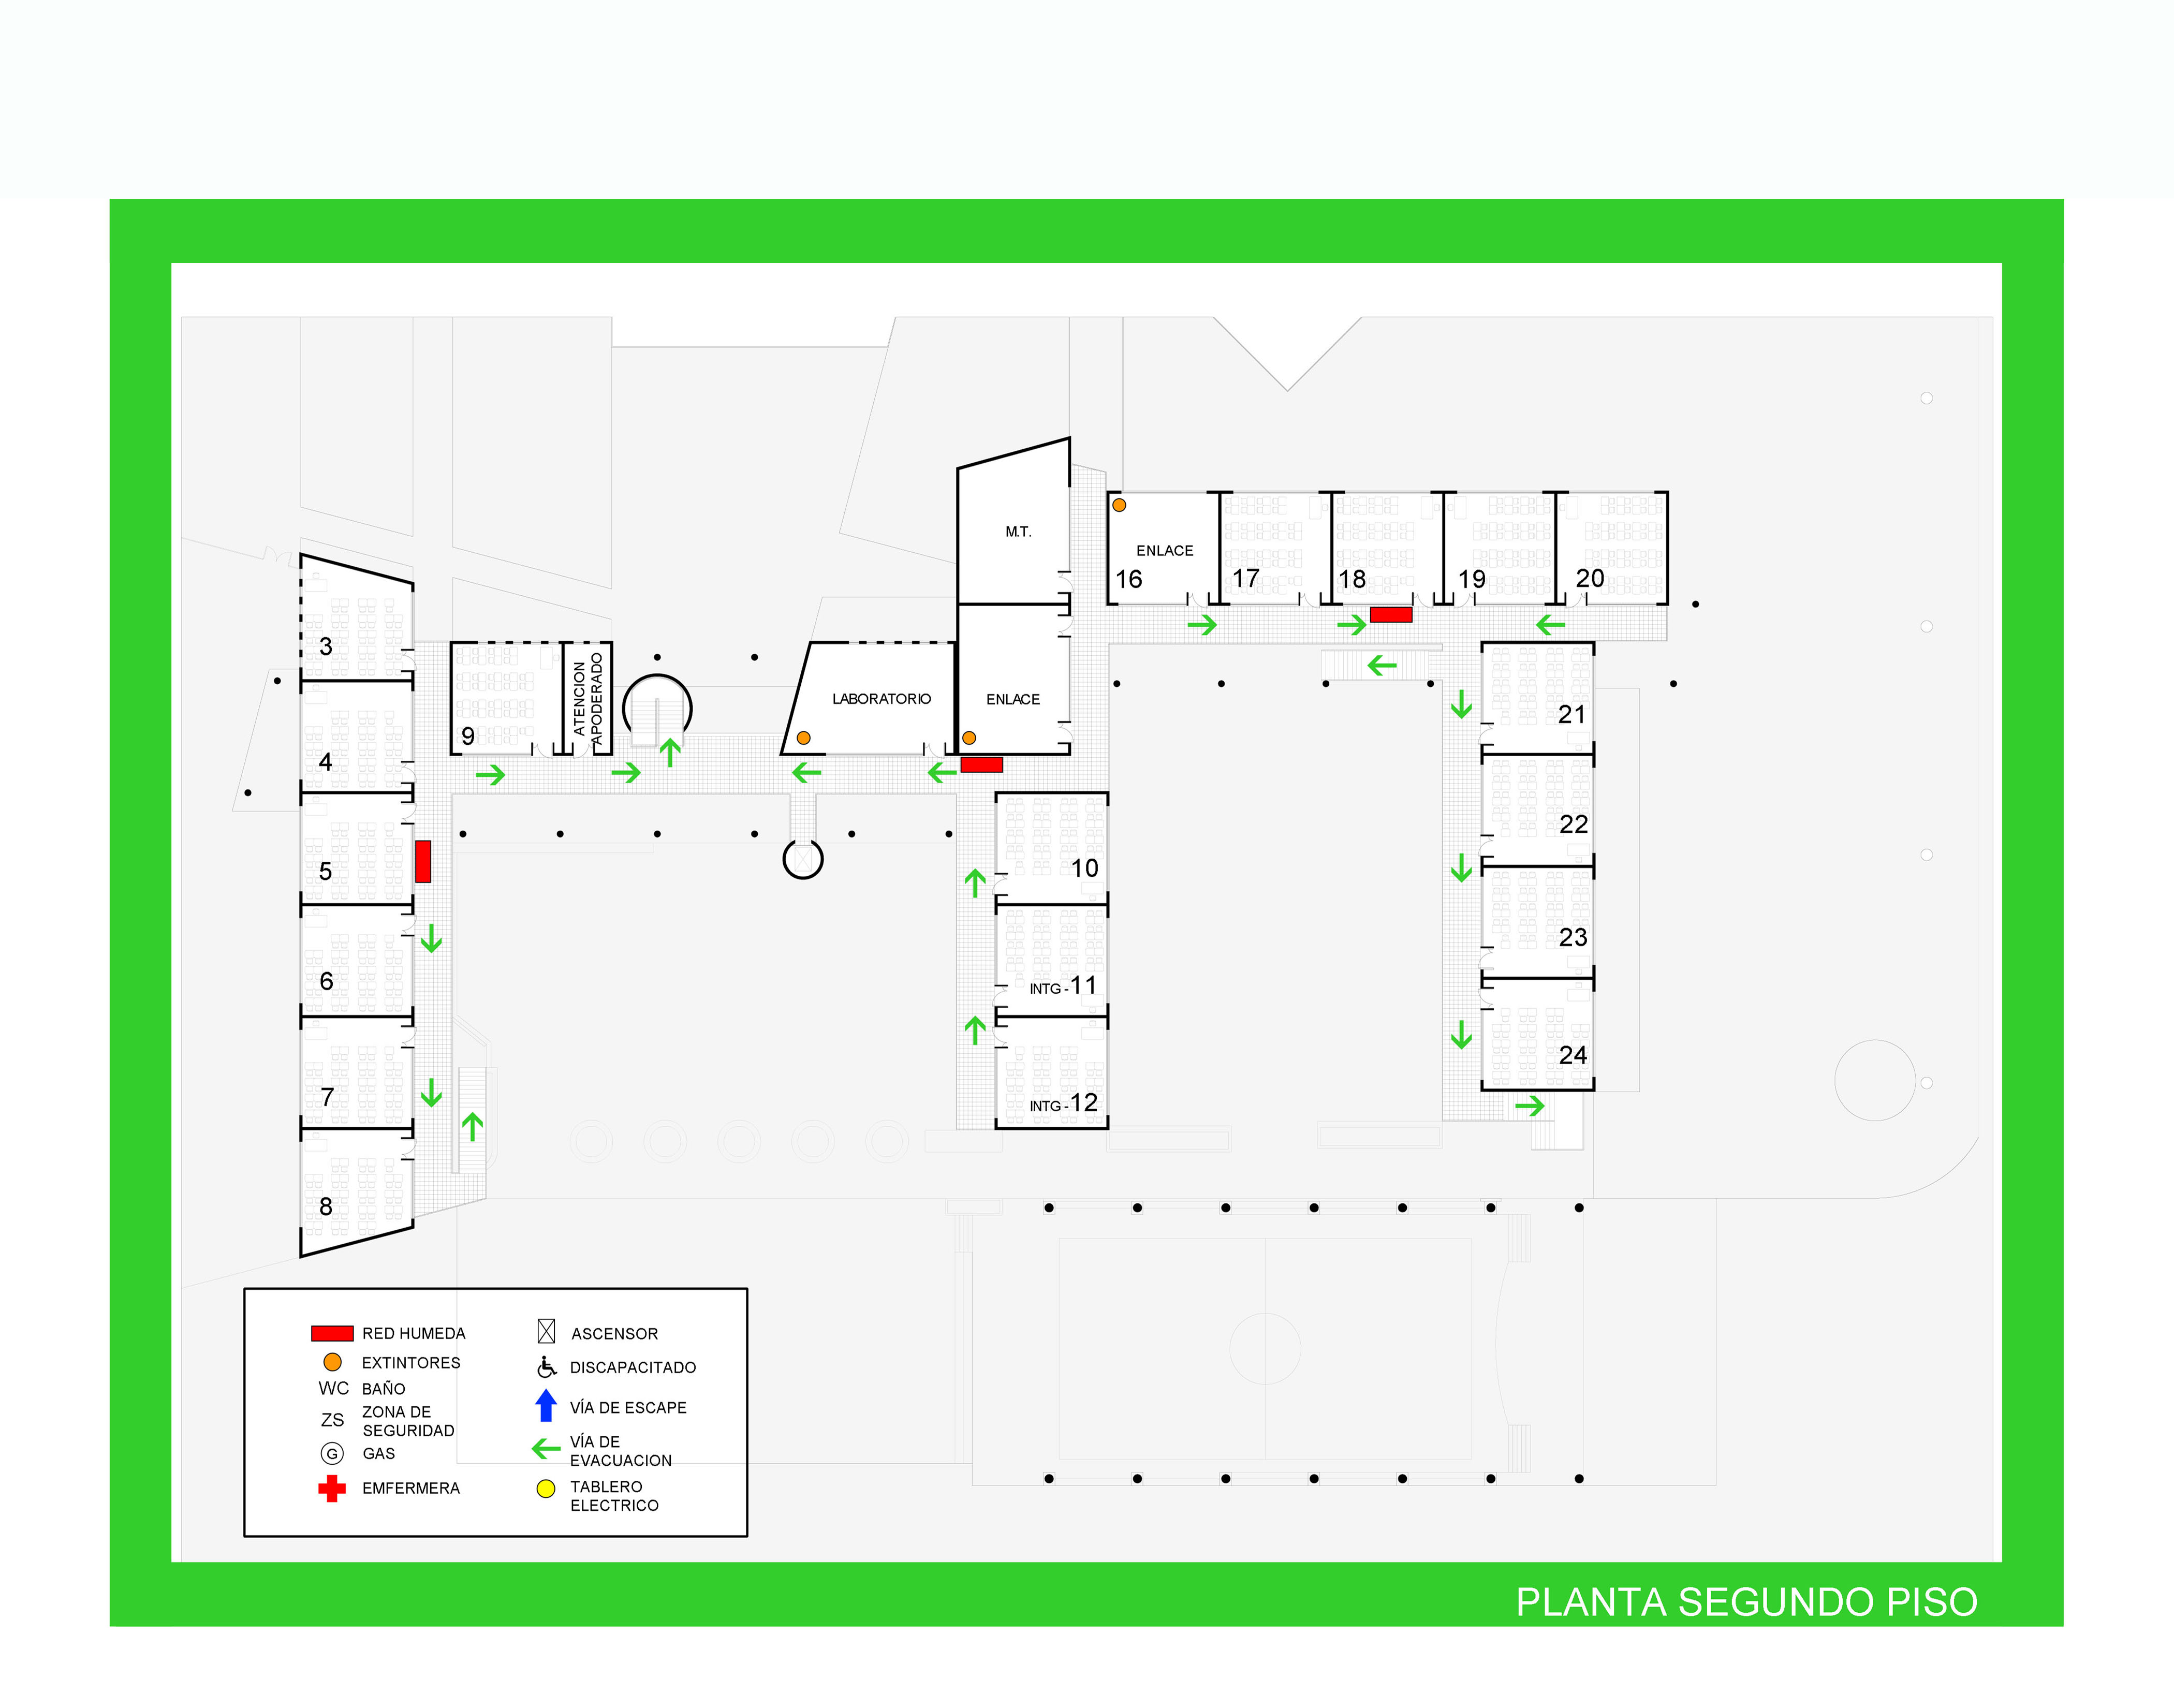 M.T.
ENLACE
16
17
18
19
20
3
4
5
6
7
8
9
ATENCION
APODERADO
LABORATORIO
ENLACE
10
INTG - 11
INTG - 12
21
22
23
24
RED HUMEDA
EXTINTORES
WC BAÑO
ZS ZONA DE
SEGURIDAD
G GAS
EMFERMERA
ASCENSOR
DISCAPACITADO
VÍA DE ESCAPE
VÍA DE
EVACUACION
TABLERO
ELECTRICO
PLANTA SEGUNDO PISO